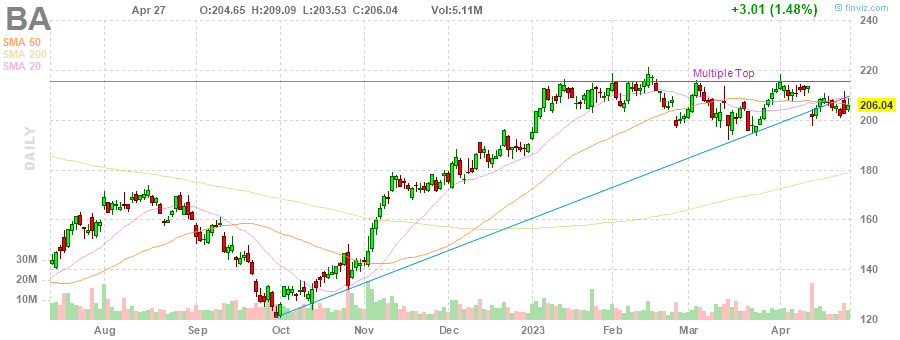 BA Apr 27 O:204.65 H:209.09 L:203.53 C:206.04 Vol:5.11M +3.01 (1.48%) © finviz.com
SMA 50
SMA 200
SMA 20
DAILY
Multiple Top
240
220
206.04
200
180
160
140
120
30M
20M
10M
Aug Sep Oct Nov Dec 2023 Feb Mar Apr